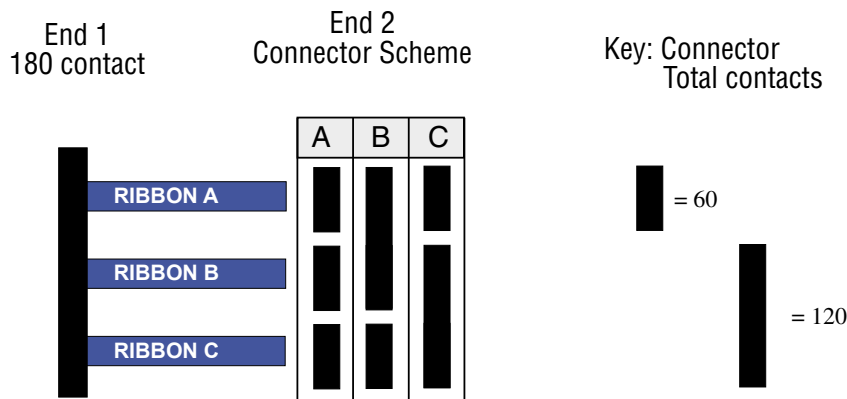 End 1
180 contact
End 2
Connector Scheme
Key: Connector
Total contacts
A B C
RIBBON A
RIBBON B
RIBBON C
= 60
= 120